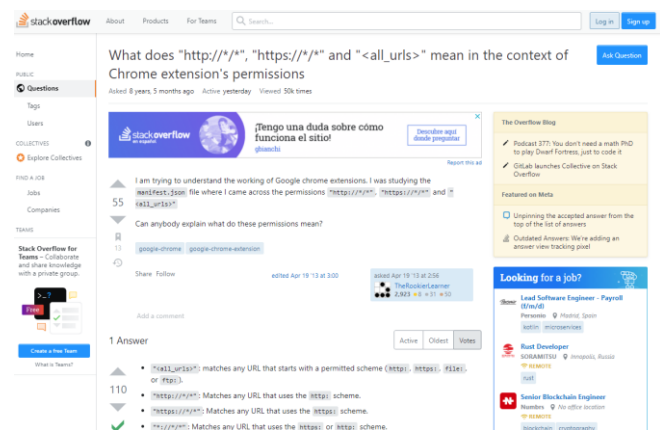 stackoverflow
About
Products
For Teams
Search...
Log in
Sign up
Home
PUBLIC
Questions
Tags
Users
COLLECTIVES
Explore Collectives
FIND A JOB
Jobs
Companies
TEAMS
Stack Overflow for
Teams – Collaborate
and share knowledge
with a private group.
Free
Create a free Team
What is Teams?
What does "http://*/*", "https://*/*" and "<all_urls>" mean in the context of
Chrome extension's permissions
Ask Question
Asked 8 years, 5 months ago Active yesterday Viewed 50k times
stackoverflow
en español
¡Tengo una duda sobre cómo
funciona el sitio!
gbianchi
Descubre aquí
donde preguntar
Report this ad
55
13
I am trying to understand the working of Google chrome extensions. I was studying the
manifest.json file where I came across the permissions "http://*/*", "https://*/*" and "
<all_urls>"
Can anybody explain what do these permissions mean?
google-chrome google-chrome-extension
Share Follow
edited Apr 19 '13 at 3:00
asked Apr 19 '13 at 2:56
TheRookierLearner
2,923 8 31 50
Add a comment
1 Answer
Active Oldest Votes
110
"<all_urls>": matches any URL that starts with a permitted scheme (http:, https:, file:,
or ftp:).
"http://*/*": Matches any URL that uses the http: scheme.
"https://*/*": Matches any URL that uses the https: scheme.
"*://*/*": Matches any URL that uses the https: or http: scheme.
The Overflow Blog
Podcast 377: You don't need a math PhD
to play Dwarf Fortress, just to code it
GitLab launches Collective on Stack
Overflow
Featured on Meta
Unpinning the accepted answer from the
top of the list of answers
Outdated Answers: We're adding an
answer view tracking pixel
Looking for a job?
Lead Software Engineer - Payroll
(f/m/d)
Personio Madrid, Spain
kotlin microservices
Rust Developer
SORAMITSU Innopolis, Russia
REMOTE
rust
Senior Blockchain Engineer
Numbrs No office location
REMOTE
blockchain cryptography